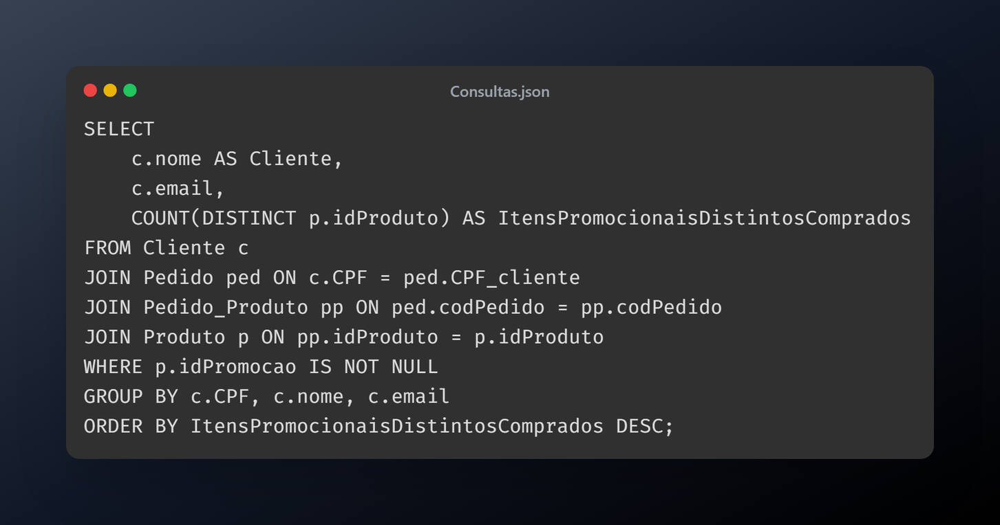 Consultas.json
SELECT
    c.nome AS Cliente,
    c.email,
    COUNT(DISTINCT p.idProduto) AS ItensPromocionaisDistintosComprados
FROM Cliente c
JOIN Pedido ped ON c.CPF = ped.CPF_cliente
JOIN Pedido_Produto pp ON ped.codPedido = pp.codPedido
JOIN Produto p ON pp.idProduto = p.idProduto
WHERE p.idPromocao IS NOT NULL
GROUP BY c.CPF, c.nome, c.email
ORDER BY ItensPromocionaisDistintosComprados DESC;